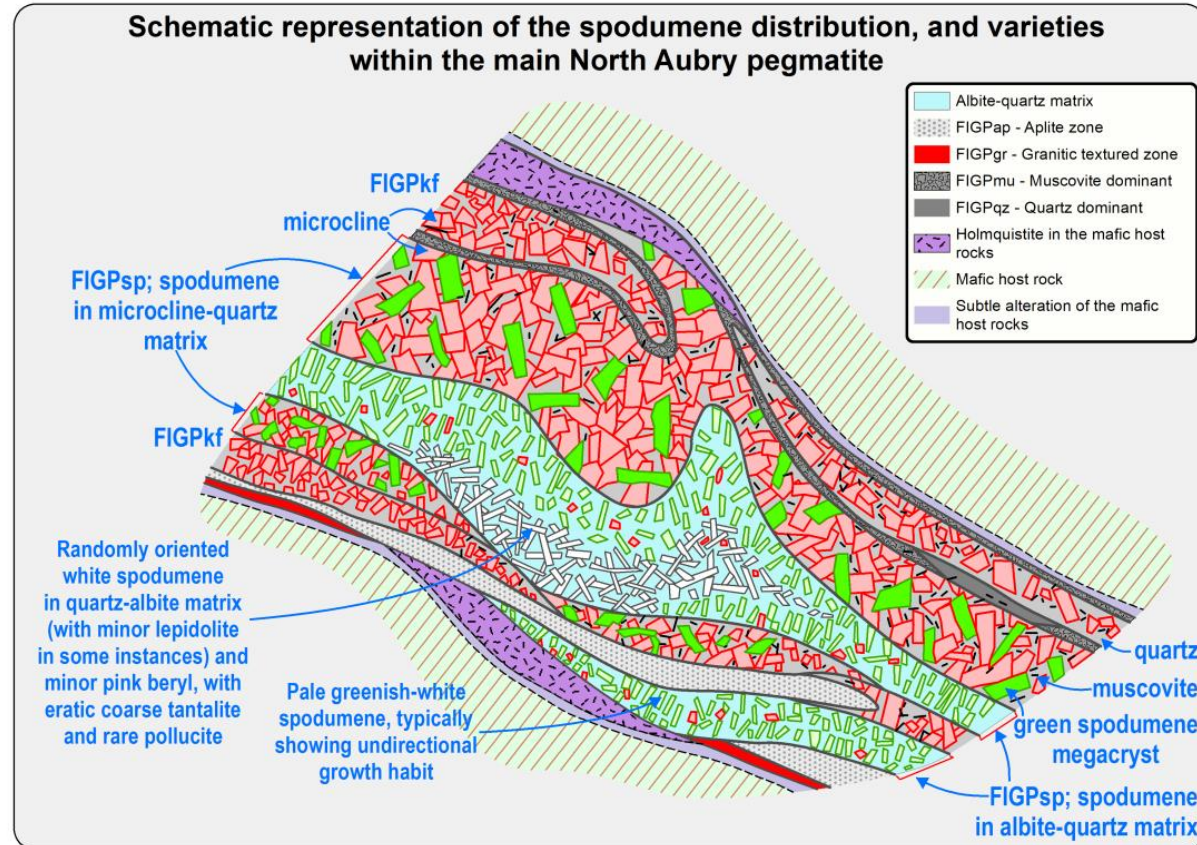 Schematic representation of the spodumene distribution, and varieties
within the main North Aubry pegmatite
Albite-quartz matrix
FIGPap - Aplite zone
FIGPgr - Granitic textured zone
FIGPmu - Muscovite dominant
FIGPqz - Quartz dominant
Holmquistite in the mafic host
rocks
Mafic host rock
Subtle alteration of the mafic
host rocks
FIGPkf
microcline
FIGPsp; spodumene
in microcline-quartz
matrix
FIGPkf
Randomly oriented
white spodumene
in quartz-albite matrix
(with minor lepidolite
in some instances) and
minor pink beryl, with
eratic coarse tantalite
and rare pollucite
Pale greenish-white
spodumene, typically
showing undirectional
growth habit
quartz
muscovite
green spodumene
megacryst
FIGPsp; spodumene
in albite-quartz matrix